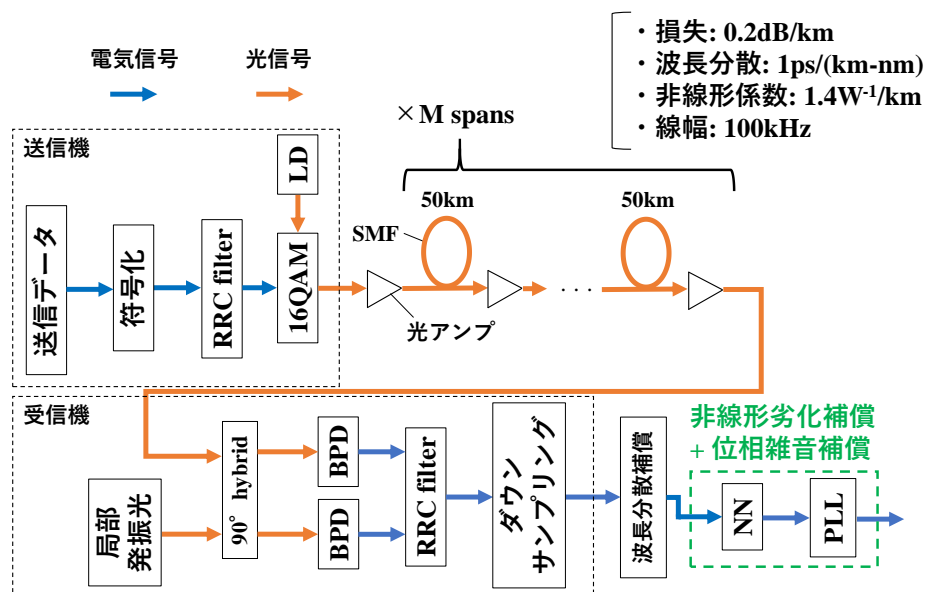 電気信号
光信号
・損失: 0.2dB/km
・波長分散: 1ps/(km-nm)
・非線形係数: 1.4W⁻¹/km
・線幅: 100kHz
×M spans
送信機
LD
50km
50km
SMF
送信データ
符号化
RRC filter
16QAM
・・・
光アンプ
受信機
局部
発振光
90° hybrid
BPD
BPD
RRC filter
ダウン
サンプリング
波長分散補償
非線形劣化補償
+ 位相雑音補償
NN
PLL